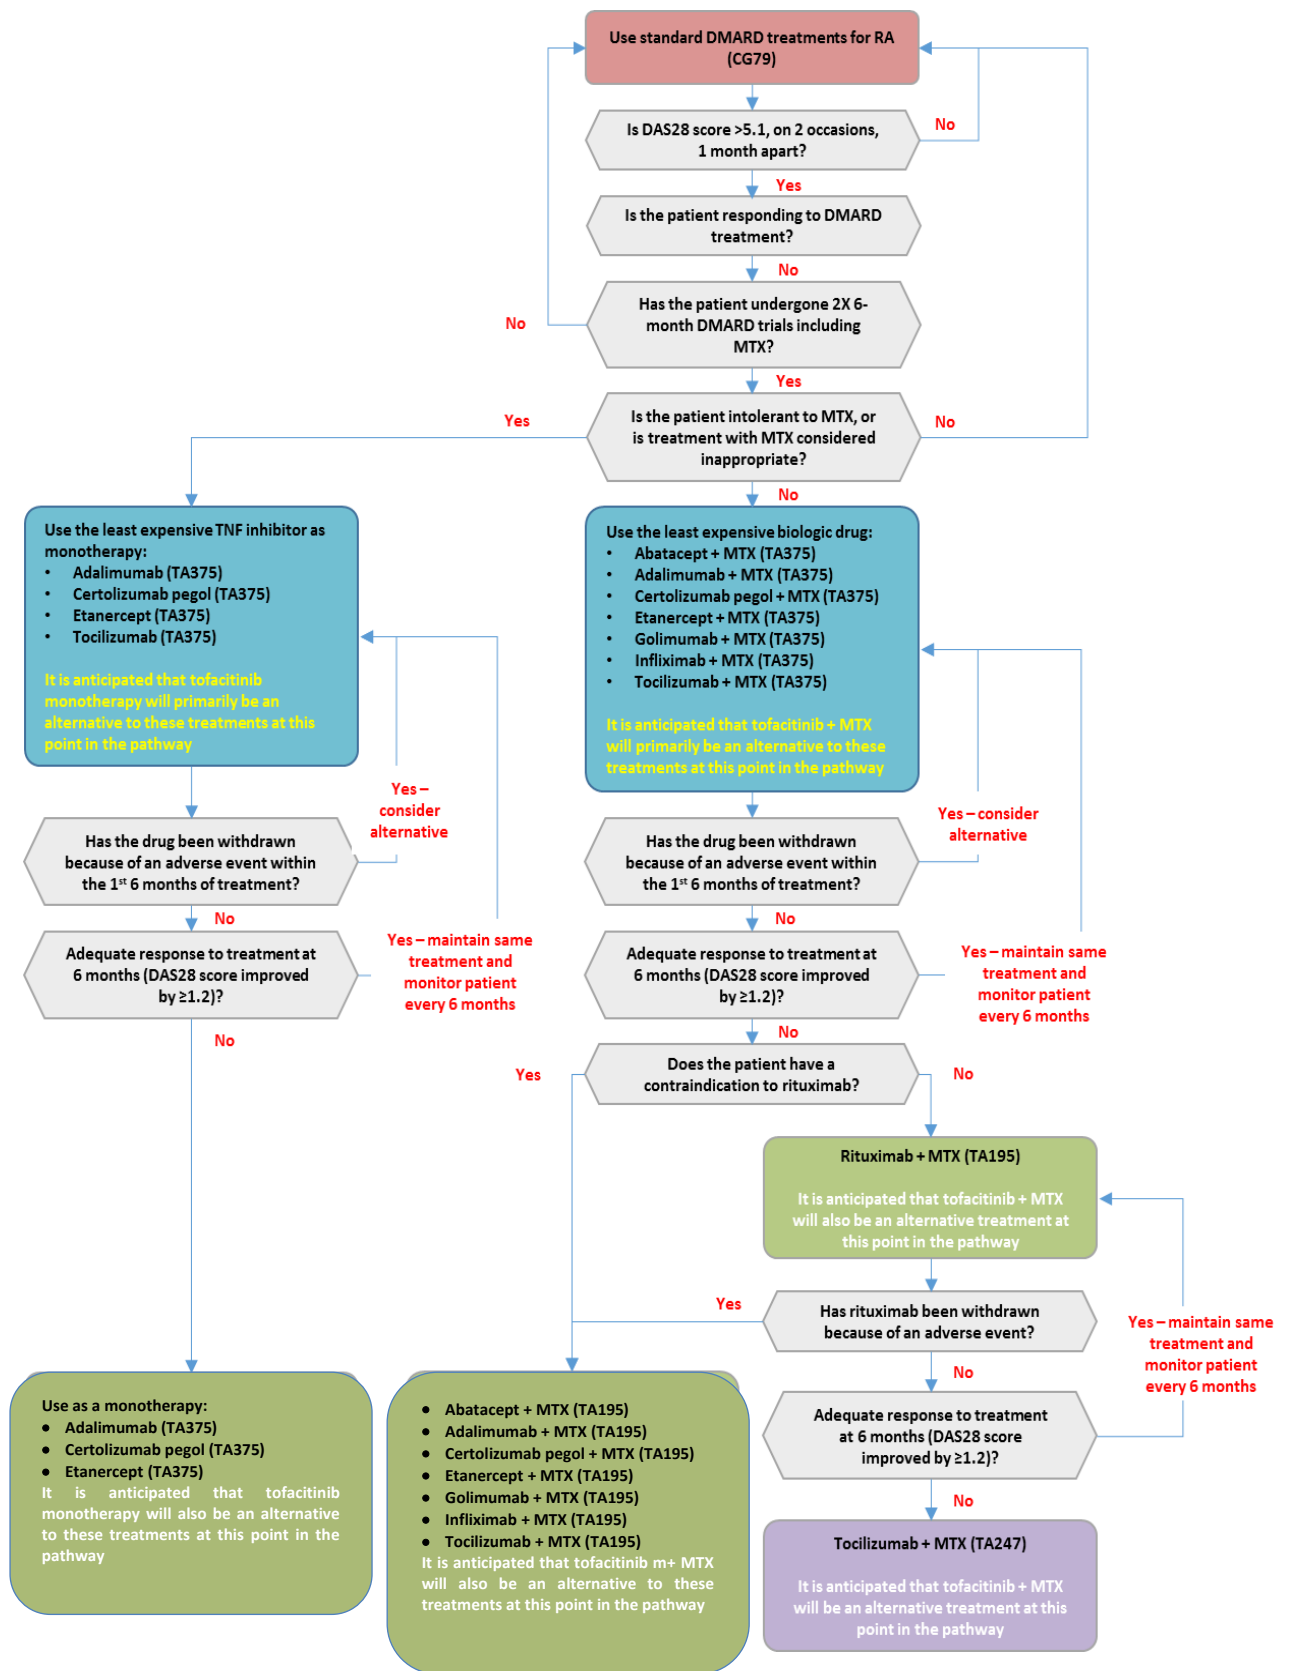 Use standard DMARD treatments for RA
(CG79)
Is DAS28 score >5.1, on 2 occasions,
1 month apart?
No
Yes
Is the patient responding to DMARD
treatment?
No
Has the patient undergone 2X 6-
month DMARD trials including
MTX?
No
Yes
Is the patient intolerant to MTX, or
is treatment with MTX considered
inappropriate?
Yes
No
No
Use the least expensive TNF inhibitor as
monotherapy:
• Adalimumab (TA375)
• Certolizumab pegol (TA375)
• Etanercept (TA375)
• Tocilizumab (TA375)
It is anticipated that tofacitinib
monotherapy will primarily be an
alternative to these treatments at this
point in the pathway
Use the least expensive biologic drug:
• Abatacept + MTX (TA375)
• Adalimumab + MTX (TA375)
• Certolizumab pegol + MTX (TA375)
• Etanercept + MTX (TA375)
• Golimumab + MTX (TA375)
• Infliximab + MTX (TA375)
• Tocilizumab + MTX (TA375)
It is anticipated that tofacitinib + MTX
will primarily be an alternative to these
treatments at this point in the pathway
Yes –
consider
alternative
Has the drug been withdrawn
because of an adverse event within
the 1st 6 months of treatment?
No
Yes – consider
alternative
Has the drug been withdrawn
because of an adverse event within
the 1st 6 months of treatment?
No
Adequate response to treatment at
6 months (DAS28 score improved
by ≥1.2)?
Yes – maintain same
treatment and
monitor patient
every 6 months
No
Adequate response to treatment at
6 months (DAS28 score improved
by ≥1.2)?
Yes – maintain same
treatment and
monitor patient
every 6 months
No
Does the patient have a
contraindication to rituximab?
Yes
No
Rituximab + MTX (TA195)
It is anticipated that tofacitinib + MTX
will also be an alternative treatment at
this point in the pathway
Has rituximab been withdrawn
because of an adverse event?
Yes
No
Yes – maintain same
treatment and
monitor patient
every 6 months
Adequate response to treatment
at 6 months (DAS28 score
improved by ≥1.2)?
No
Use as a monotherapy:
• Adalimumab (TA375)
• Certolizumab pegol (TA375)
• Etanercept (TA375)
It is anticipated that tofacitinib
monotherapy will also be an alternative
to these treatments at this point in the
pathway
• Abatacept + MTX (TA195)
• Adalimumab + MTX (TA195)
• Certolizumab pegol + MTX (TA195)
• Etanercept + MTX (TA195)
• Golimumab + MTX (TA195)
• Infliximab + MTX (TA195)
• Tocilizumab + MTX (TA195)
It is anticipated that tofacitinib m+ MTX
will also be an alternative to these
treatments at this point in the pathway
Tocilizumab + MTX (TA247)
It is anticipated that tofacitinib + MTX
will be an alternative treatment at this
point in the pathway